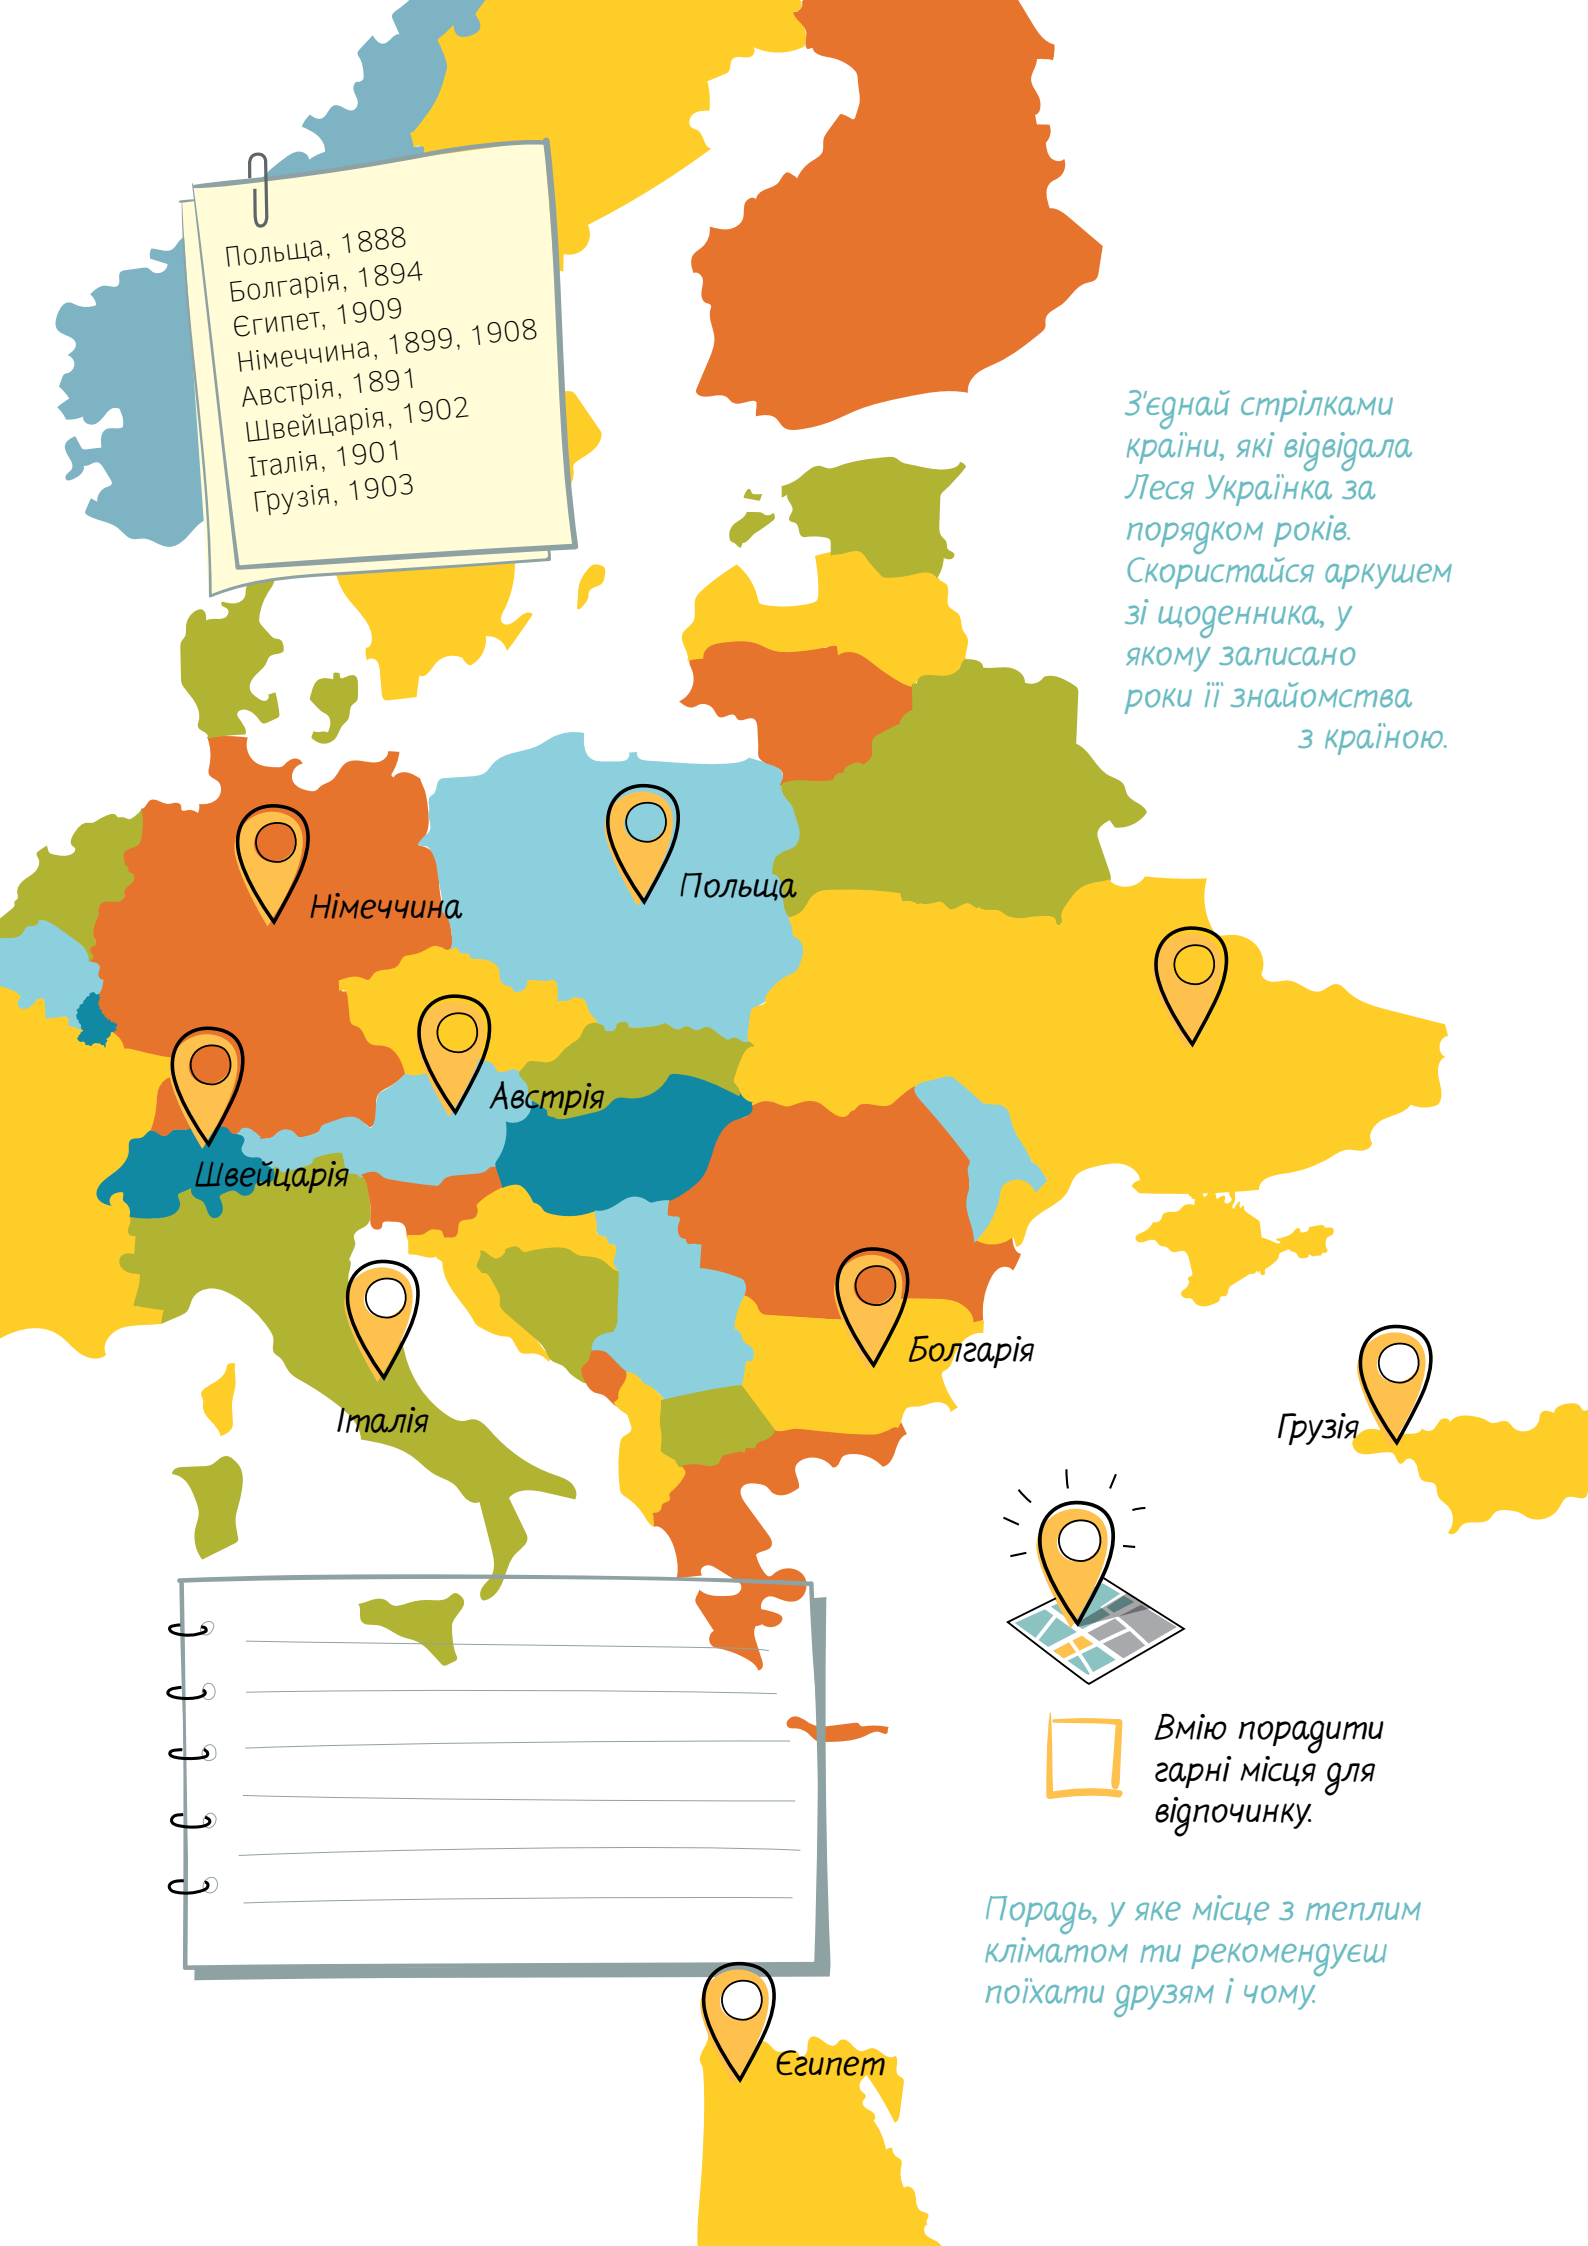 Польща, 1888
Болгарія, 1894
Єгипет, 1909
Німеччина, 1899, 1908
Австрія, 1891
Швейцарія, 1902
Італія, 1901
Грузія, 1903
З'єднай стрілками
країни, які відвідала
Леся Українка за
порядком років.
Скористайся аркушем
зі щоденника, у
якому записано
роки її знайомства
з країною.
Німеччина
Польща
Австрія
Швейцарія
Болгарія
Італія
Грузія
Вмію порадити
гарні місця для
відпочинку.
Порадь, у яке місце з теплим
кліматом ти рекомендуєш
поїхати друзям і чому.
Єгипет